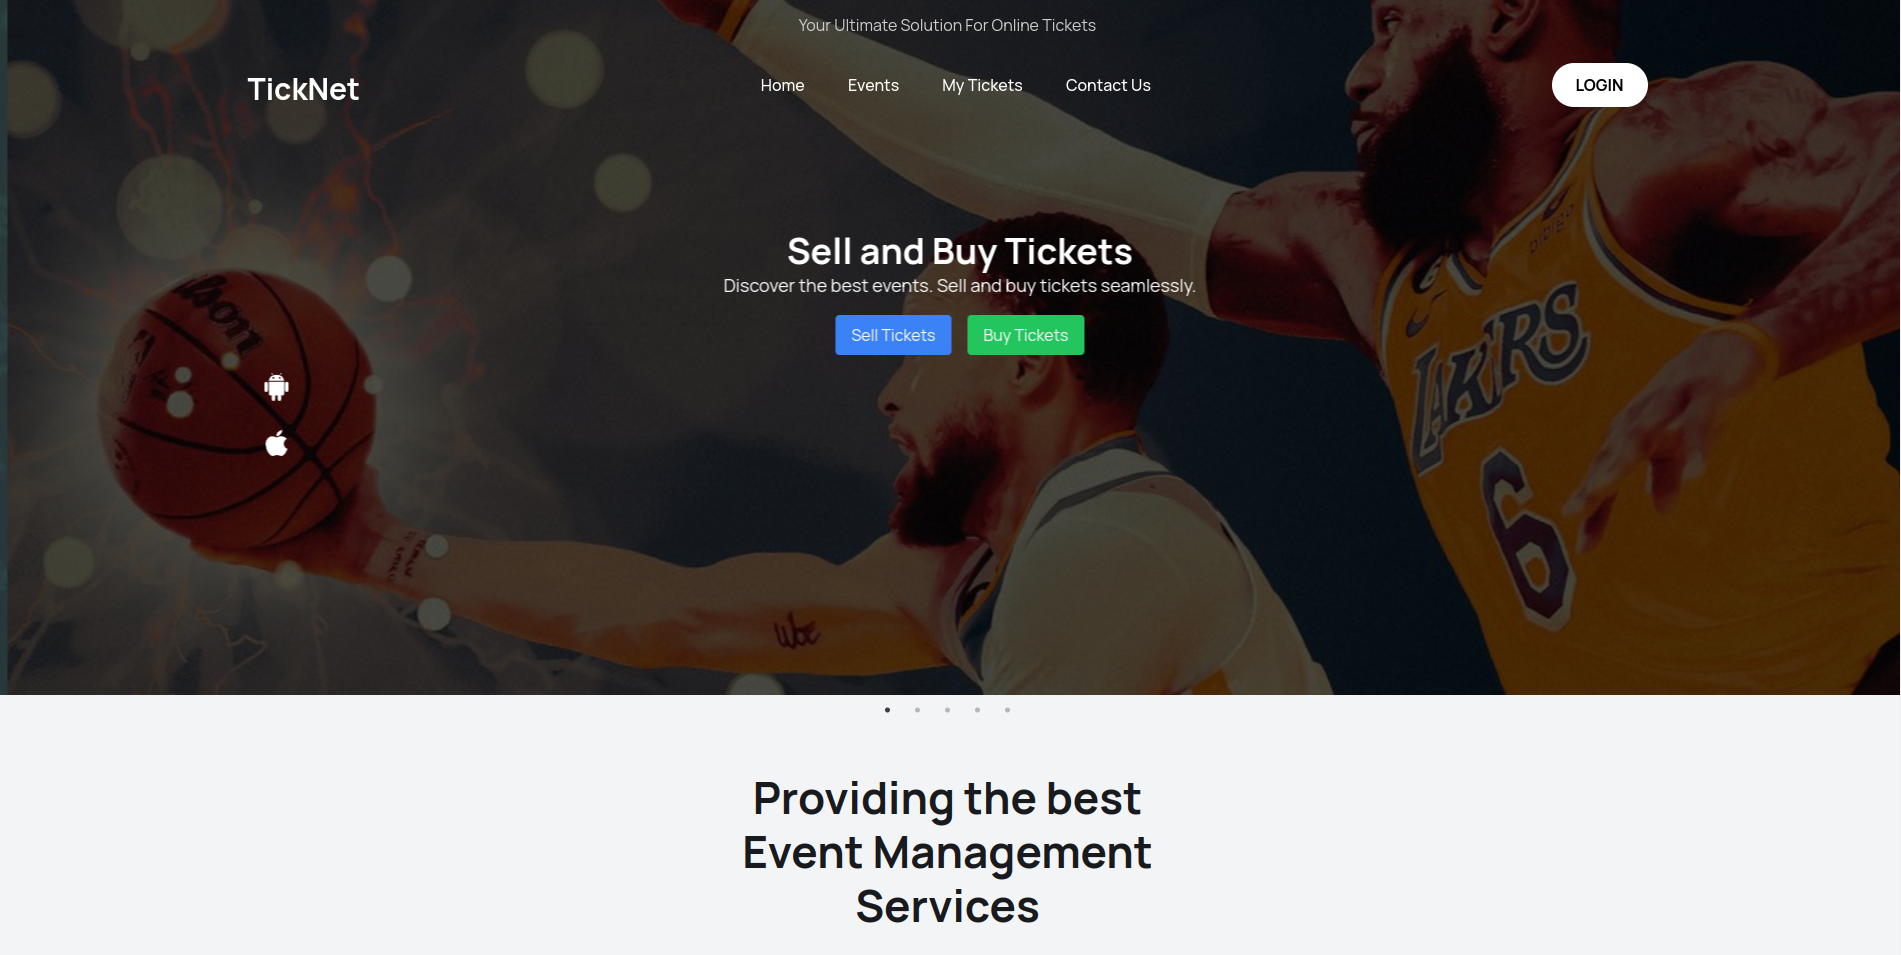 Your Ultimate Solution For Online Tickets
TickNet
Home
Events
My Tickets
Contact Us
LOGIN
Sell and Buy Tickets
Discover the best events. Sell and buy tickets seamlessly.
Sell Tickets
Buy Tickets
Wilson
bibigo
LAKERS
6
Providing the best
Event Management
Services